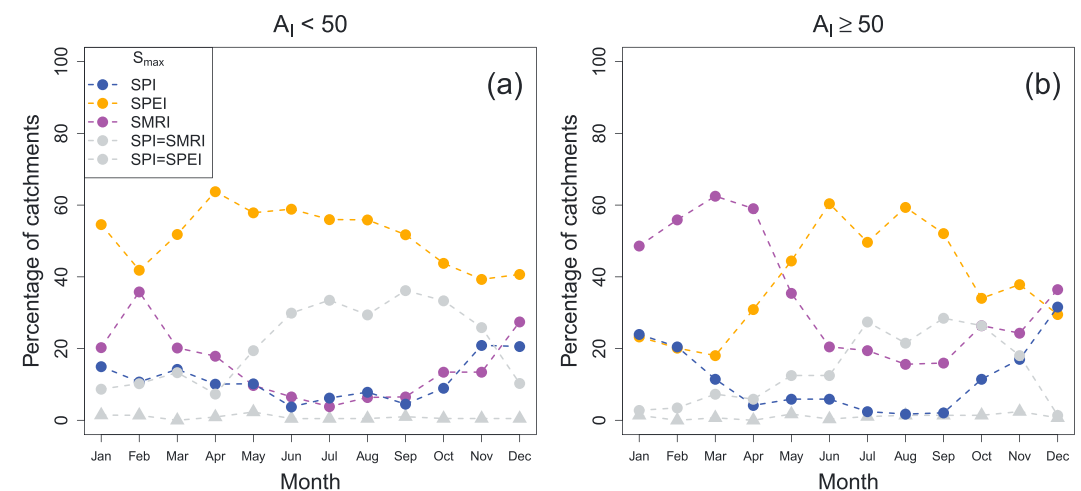 A_I < 50
S_max
SPI
SPEI
SMRI
SPI=SMRI
SPI=SPEI
(a)
Percentage of catchments
0
20
40
60
80
100
Jan Feb Mar Apr May Jun Jul Aug Sep Oct Nov Dec
Month
A_I ≥ 50
(b)
Percentage of catchments
0
20
40
60
80
100
Jan Feb Mar Apr May Jun Jul Aug Sep Oct Nov Dec
Month